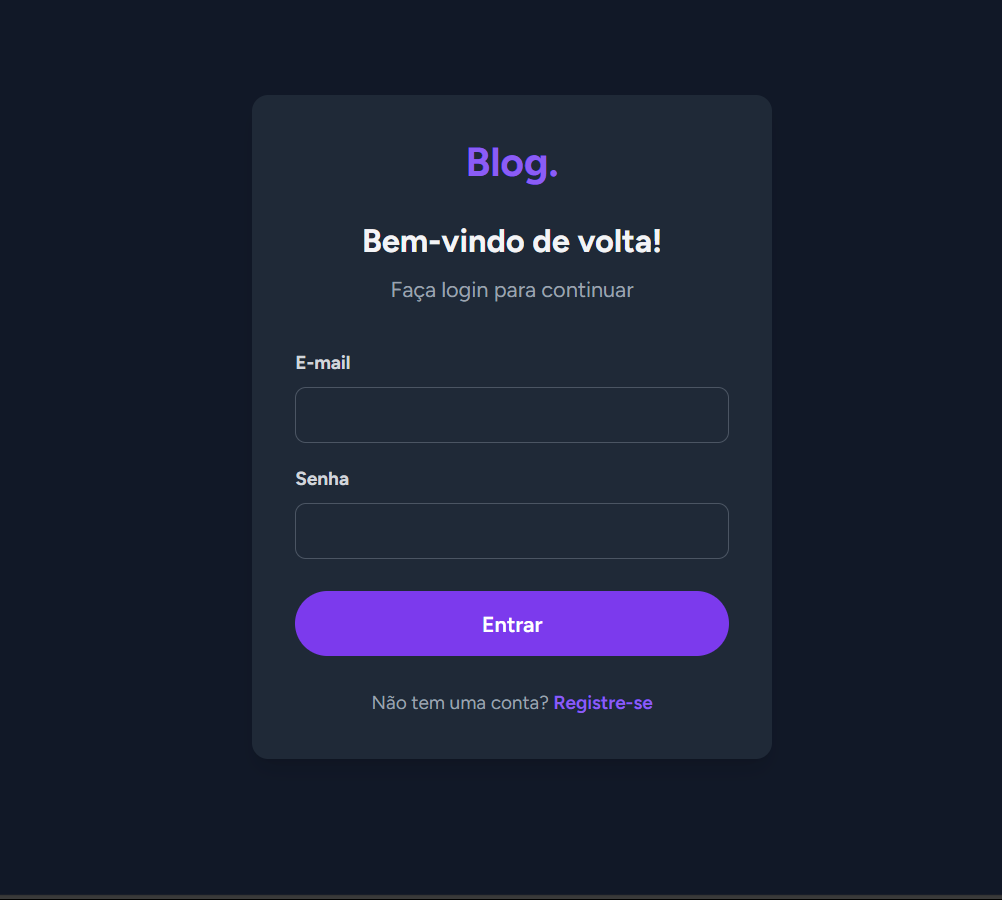 Blog.
Bem-vindo de volta!
Faça login para continuar
E-mail
Senha
Entrar
Não tem uma conta? Registre-se